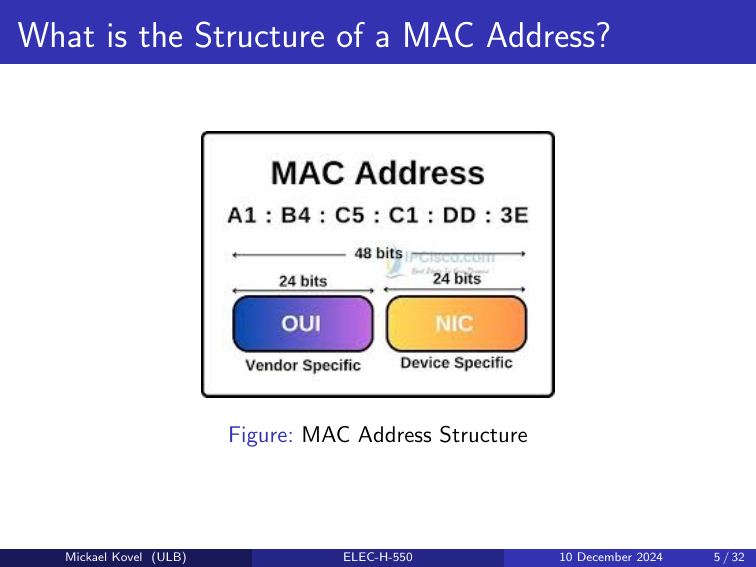 What is the Structure of a MAC Address?
MAC Address
A1 : B4 : C5 : C1 : DD : 3E
48 bits
ipcisco.com
24 bits
24 bits
OUI
NIC
Vendor Specific
Device Specific
Figure: MAC Address Structure
Mickael Kovel (ULB)
ELEC-H-550
10 December 2024
5 / 32